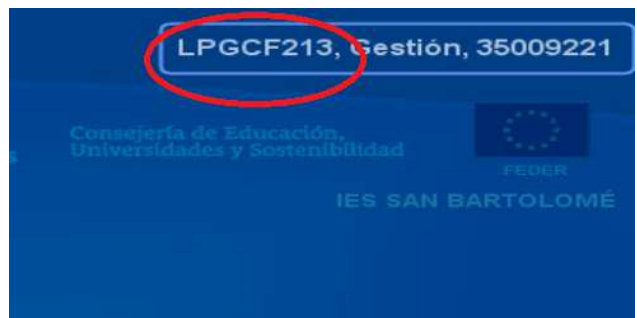 LPGCF213, Gestión, 35009221
Consejería de Educación,
Universidades y Sostenibilidad
FEDER
IES SAN BARTOLOMÉ